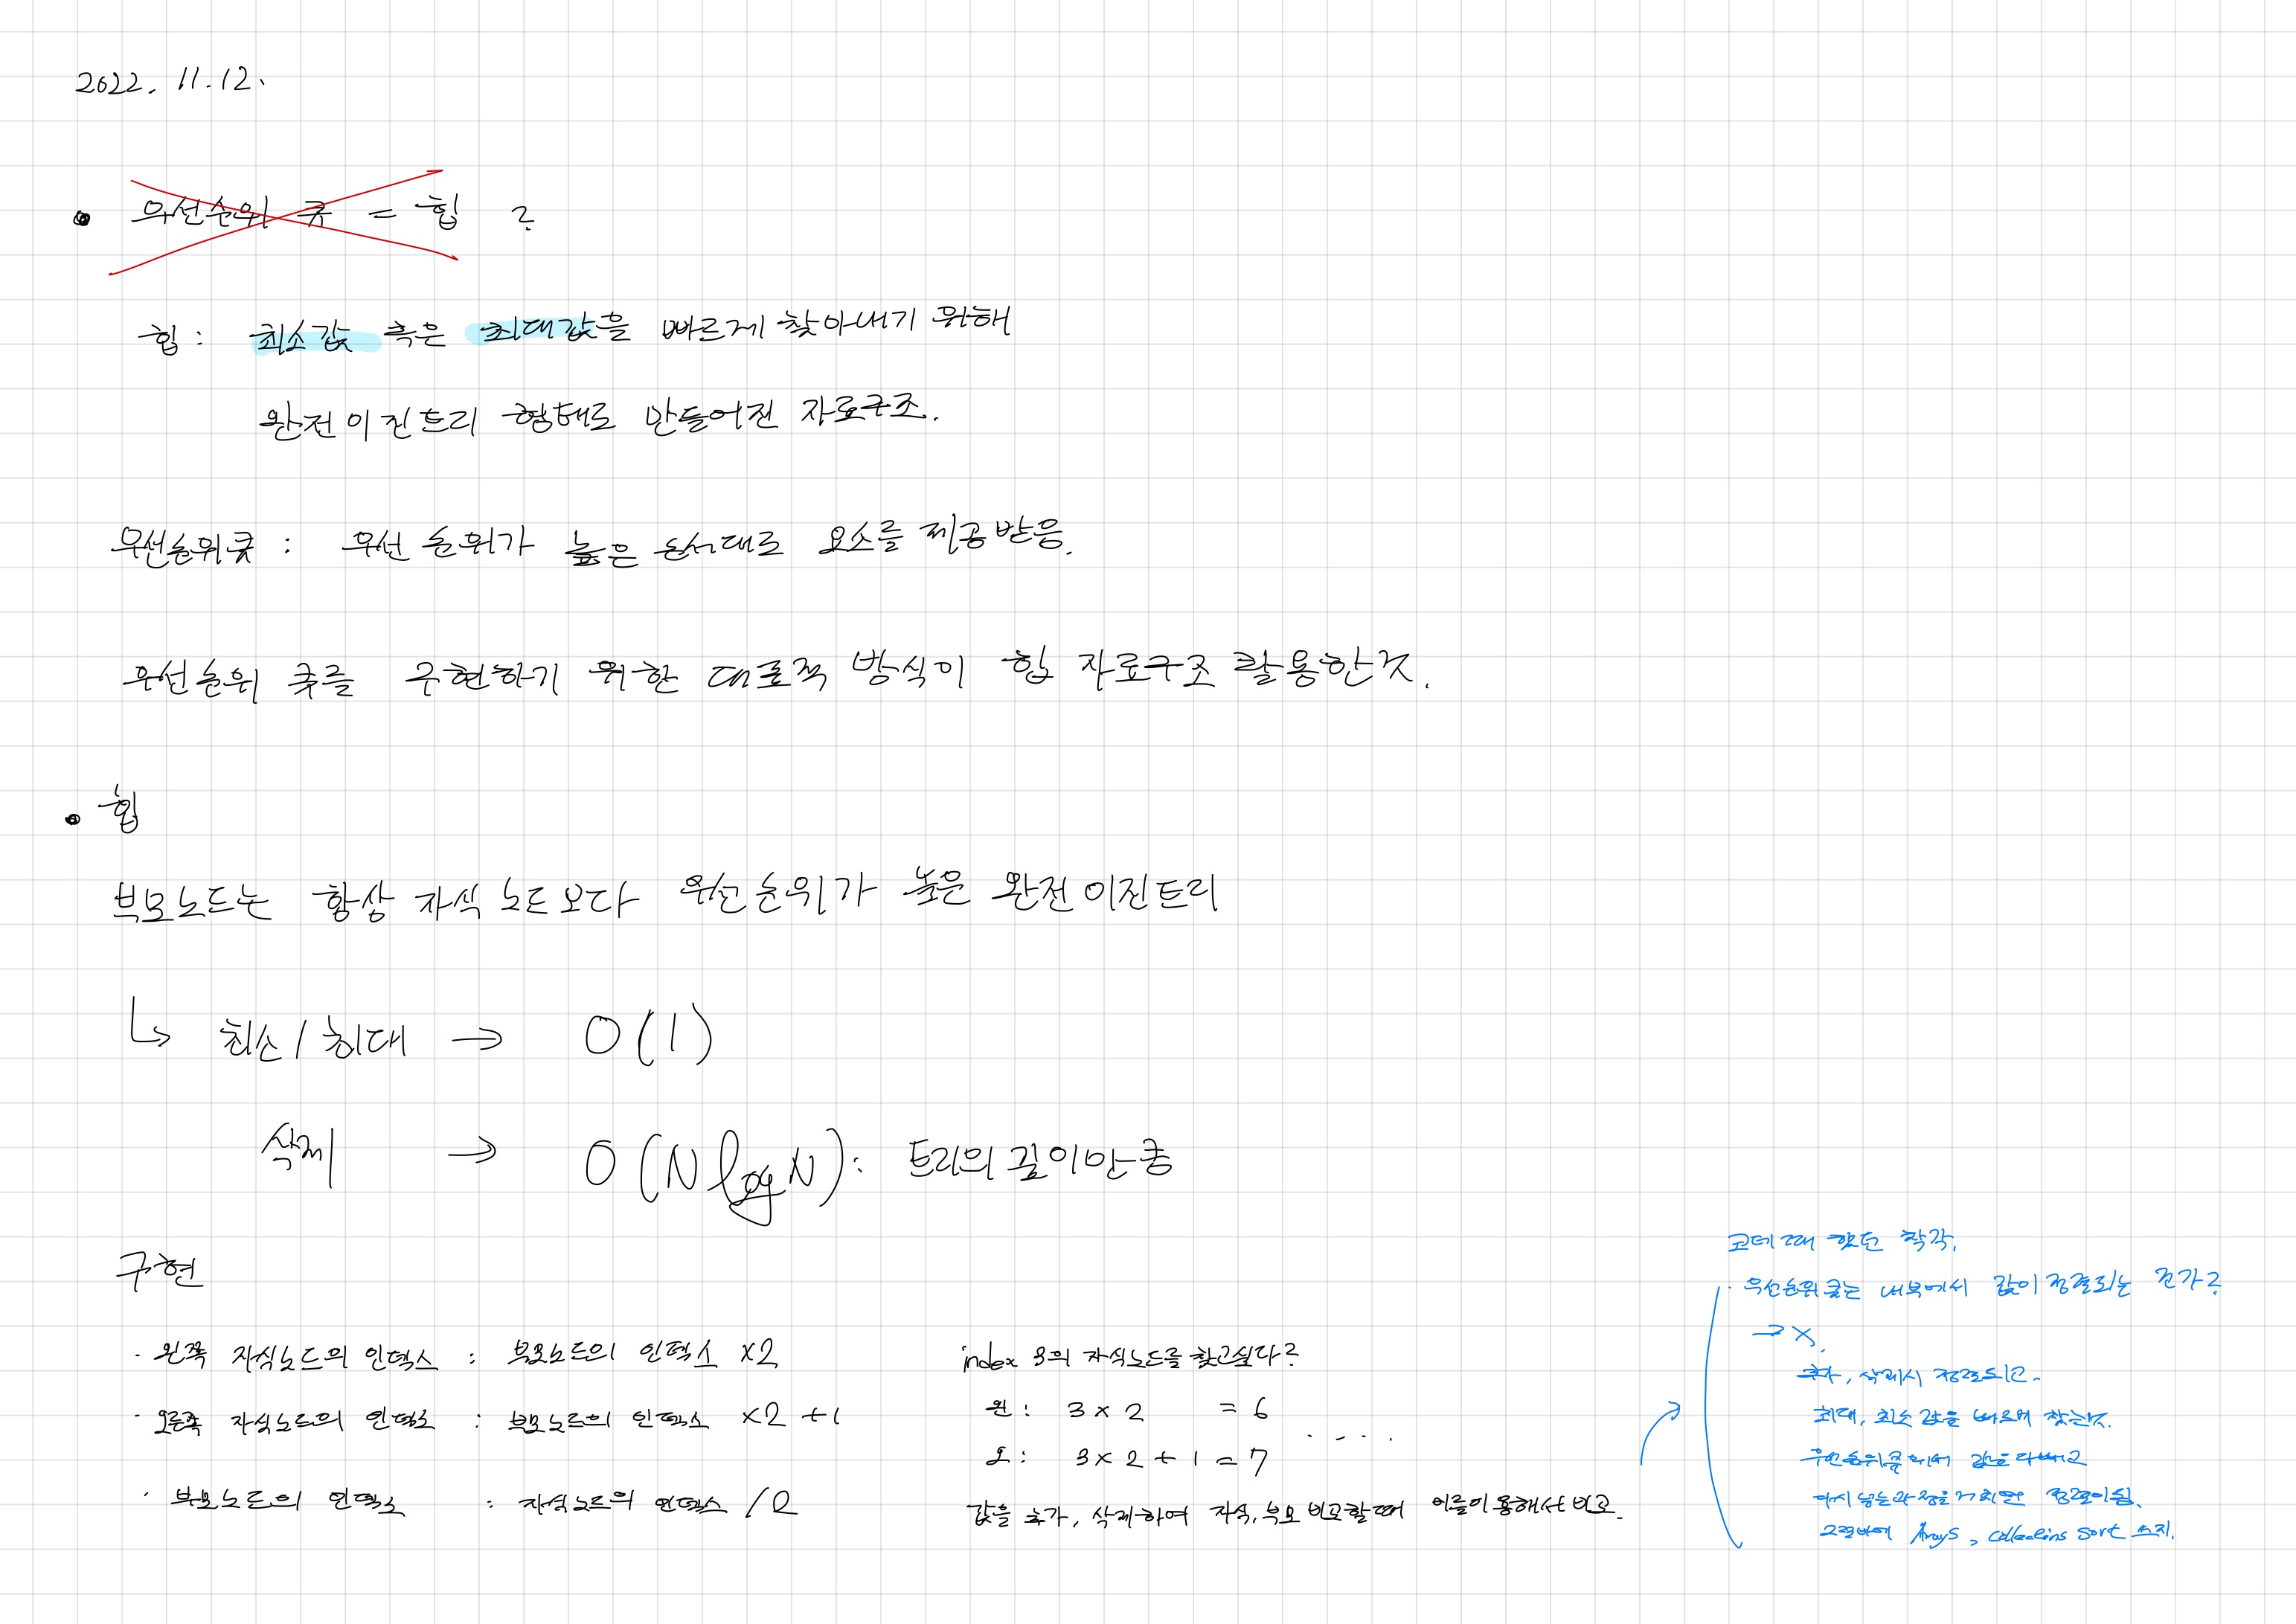 2022. 11. 12.
우선순위 큐 = 힙 ?
힙 : 최소값 혹은 최대값을 빠르게 찾아내기 위해
완전이진트리 형태로 만들어진 자료구조.
우선순위큐 : 우선순위가 높은 순서대로 요소를 제공받음.
우선순위 큐를 구현하기 위한 대표적 방식이 힙 자료구조 활용한것.
힙
부모노드는 항상 자식 노드보다 우선순위가 높은 완전이진트리
↳ 최소/최대 → O(1)
삭제 → O(NlogN): 트리의 깊이만큼
구현
· 왼쪽 자식노드의 인덱스 : 부모노드의 인덱스 ×2
· 오른쪽 자식노드의 인덱스 : 부모노드의 인덱스 ×2 +1
· 부모노드의 인덱스 : 자식노드의 인덱스 /2
index 3의 자식노드를 찾고싶다?
왼 : 3 × 2 = 6
오 : 3 × 2 + 1 = 7 . . . .
값을 추가, 삭제하여 자식, 부모 비교할때 이를이용해서 비교.
코테때 했던 착각.
· 우선순위큐는 내부에서 값이 정렬되는 건가?
→ X.
추가, 삭제시 정렬되고.
최대, 최소 값을 빠르게 찾는것.
우선순위큐에서 값을 다빼고
다시 넣는과정을 거치면 정렬이됨.
그럴바에 Arrays, collections sort 쓰지.